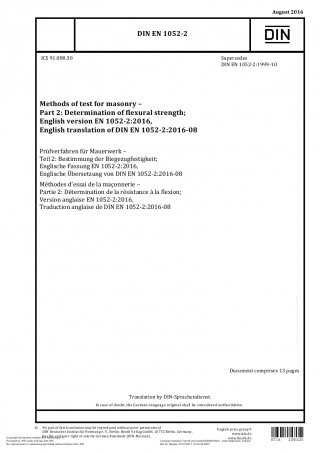 August 2016
DIN EN 1052-2
DIN
ICS 91.080.30
Supersedes
DIN EN 1052-2:1999-10
Methods of test for masonry –
Part 2: Determination of flexural strength;
English version EN 1052-2:2016,
English translation of DIN EN 1052-2:2016-08
Prüfverfahren für Mauerwerk –
Teil 2: Bestimmung der Biegezugfestigkeit;
Englische Fassung EN 1052-2:2016,
Englische Übersetzung von DIN EN 1052-2:2016-08
Méthodes d'essai de la maçonnerie –
Partie 2: Détermination de la résistance à la flexion;
Version anglaise EN 1052-2:2016,
Traduction anglaise de DIN EN 1052-2:2016-08
Document comprises 13 pages
Translation by DIN-Sprachendienst.
In case of doubt, the German-language original shall be considered authoritative.
No part of this translation may be reproduced without prior permission of
DIN Deutsches Institut für Normung e. V., Berlin. Beuth Verlag GmbH, 10772 Berlin, Germany,
has the exclusive right of sale for German Standards (DIN-Normen).
English price group 9
www.din.de
www.beuth.de